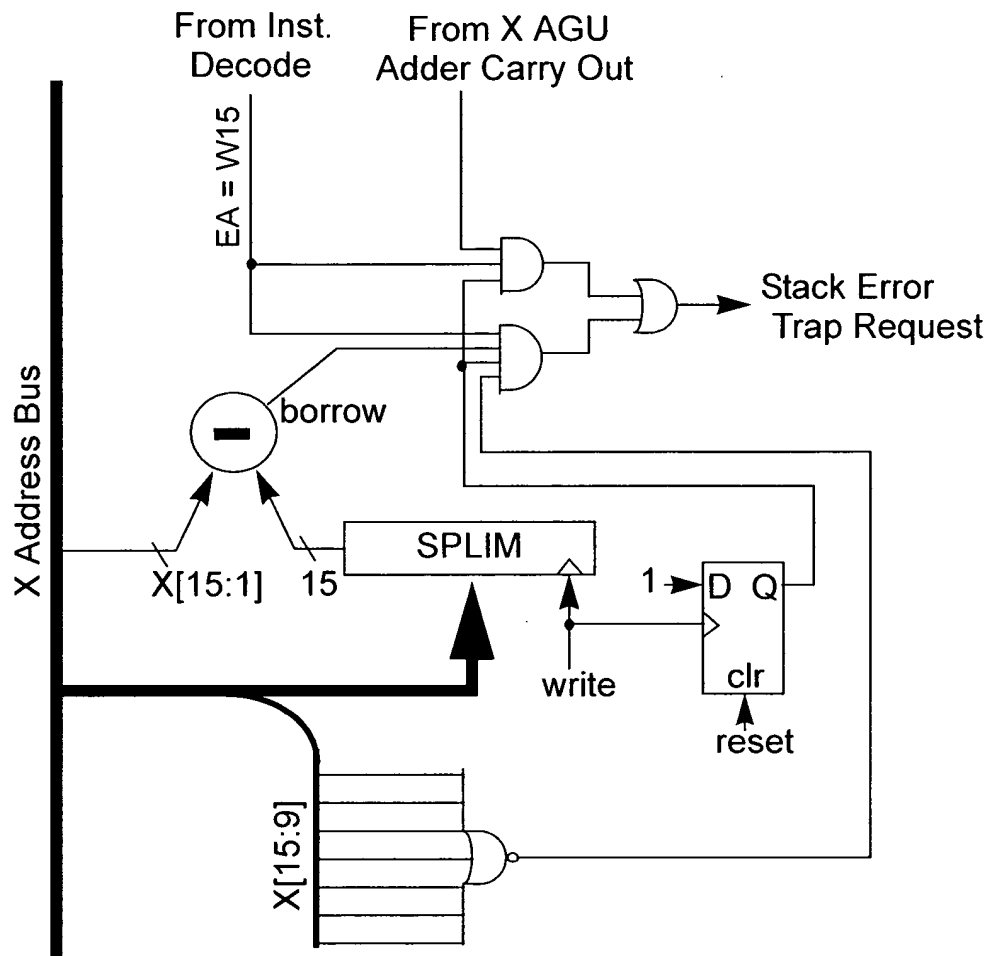 From Inst.
Decode
From X AGU
Adder Carry Out
EA = W15
X Address Bus
Stack Error
Trap Request
borrow
X[15:1]
15
SPLIM
1
D Q
write
clr
reset
X[15:9]